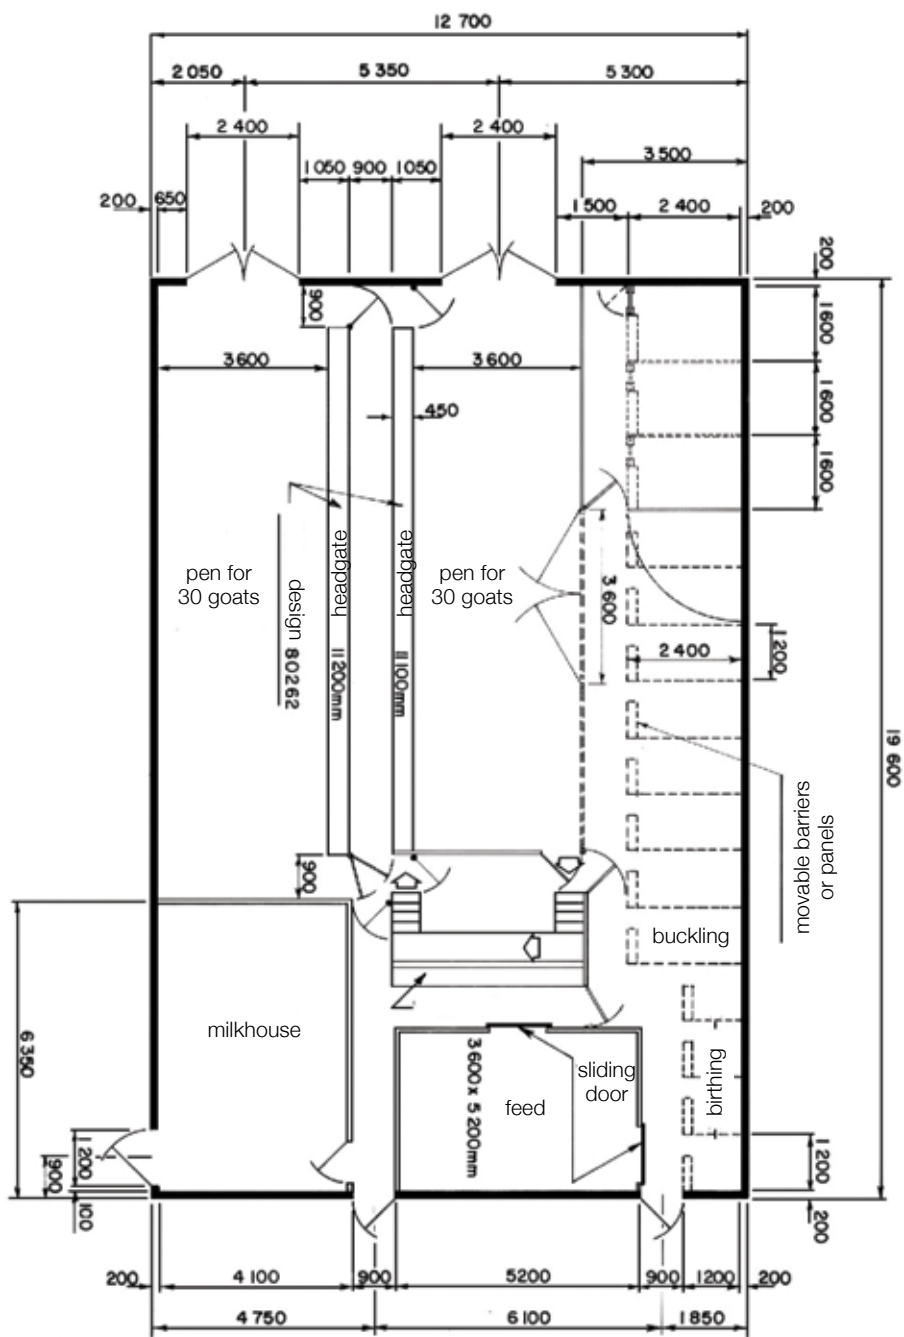 12 700
2 050
5 350
5 300
2 400
2 400
3 500
1 050
900
1 050
200
650
1 500
2 400
200
200
900
1 600
3 600
3 600
1 600
450
1 600
headgate
headgate
pen for
30 goats
pen for
30 goats
design 80262
3 600
11 200mm
11 100mm
2 400
1 200
19 600
movable barriers
or panels
900
buckling
6 350
milkhouse
birthing
sliding
door
feed
3 600 x 5 200mm
1 200
900
100
1 200
200
200
4 100
900
5200
900
1200
200
4 750
6 100
1 850